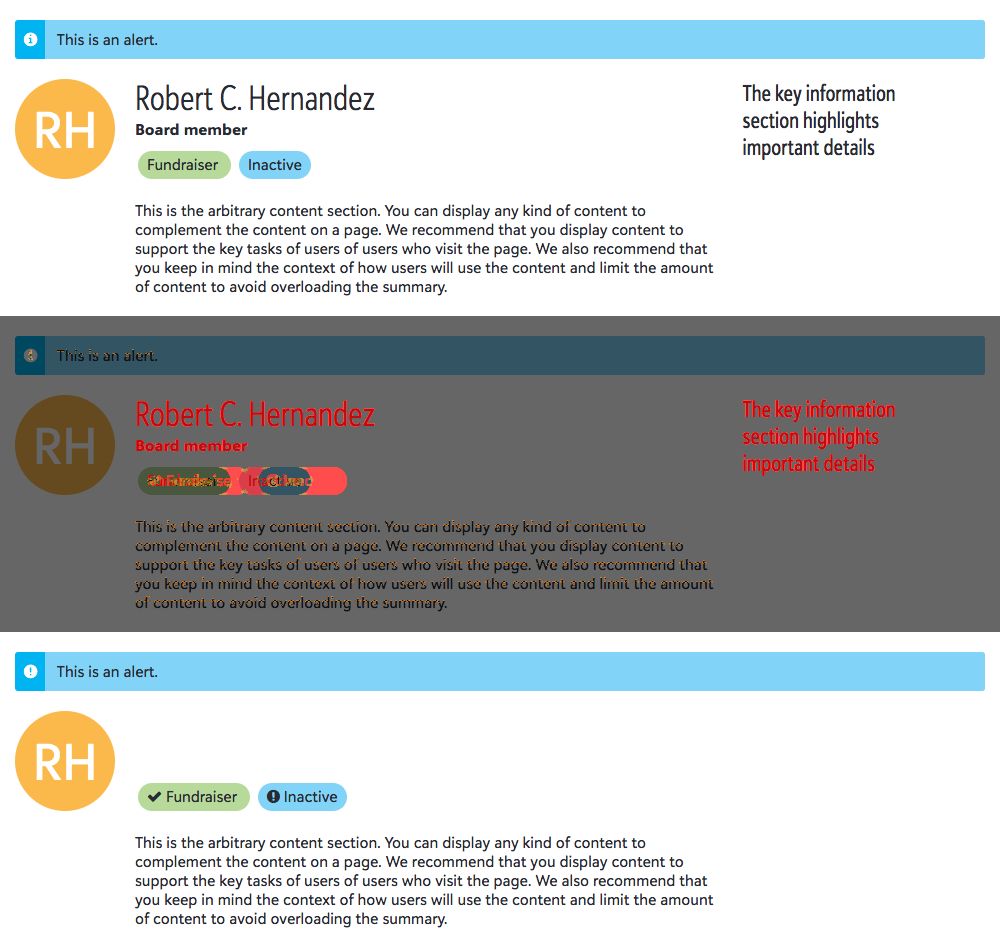 This is an alert.
RH
Robert C. Hernandez
Board member
Fundraiser Inactive
The key information
section highlights
important details
This is the arbitrary content section. You can display any kind of content to
complement the content on a page. We recommend that you display content to
support the key tasks of users of users who visit the page. We also recommend that
you keep in mind the context of how users will use the content and limit the amount
of content to avoid overloading the summary.
This is an alert.
RH
Robert C. Hernandez
Board member
The key information
section highlights
important details
This is the arbitrary content section. You can display any kind of content to
complement the content on a page. We recommend that you display content to
support the key tasks of users of users who visit the page. We also recommend that
you keep in mind the context of how users will use the content and limit the amount
of content to avoid overloading the summary.
This is an alert.
RH
Fundraiser Inactive
This is the arbitrary content section. You can display any kind of content to
complement the content on a page. We recommend that you display content to
support the key tasks of users of users who visit the page. We also recommend that
you keep in mind the context of how users will use the content and limit the amount
of content to avoid overloading the summary.